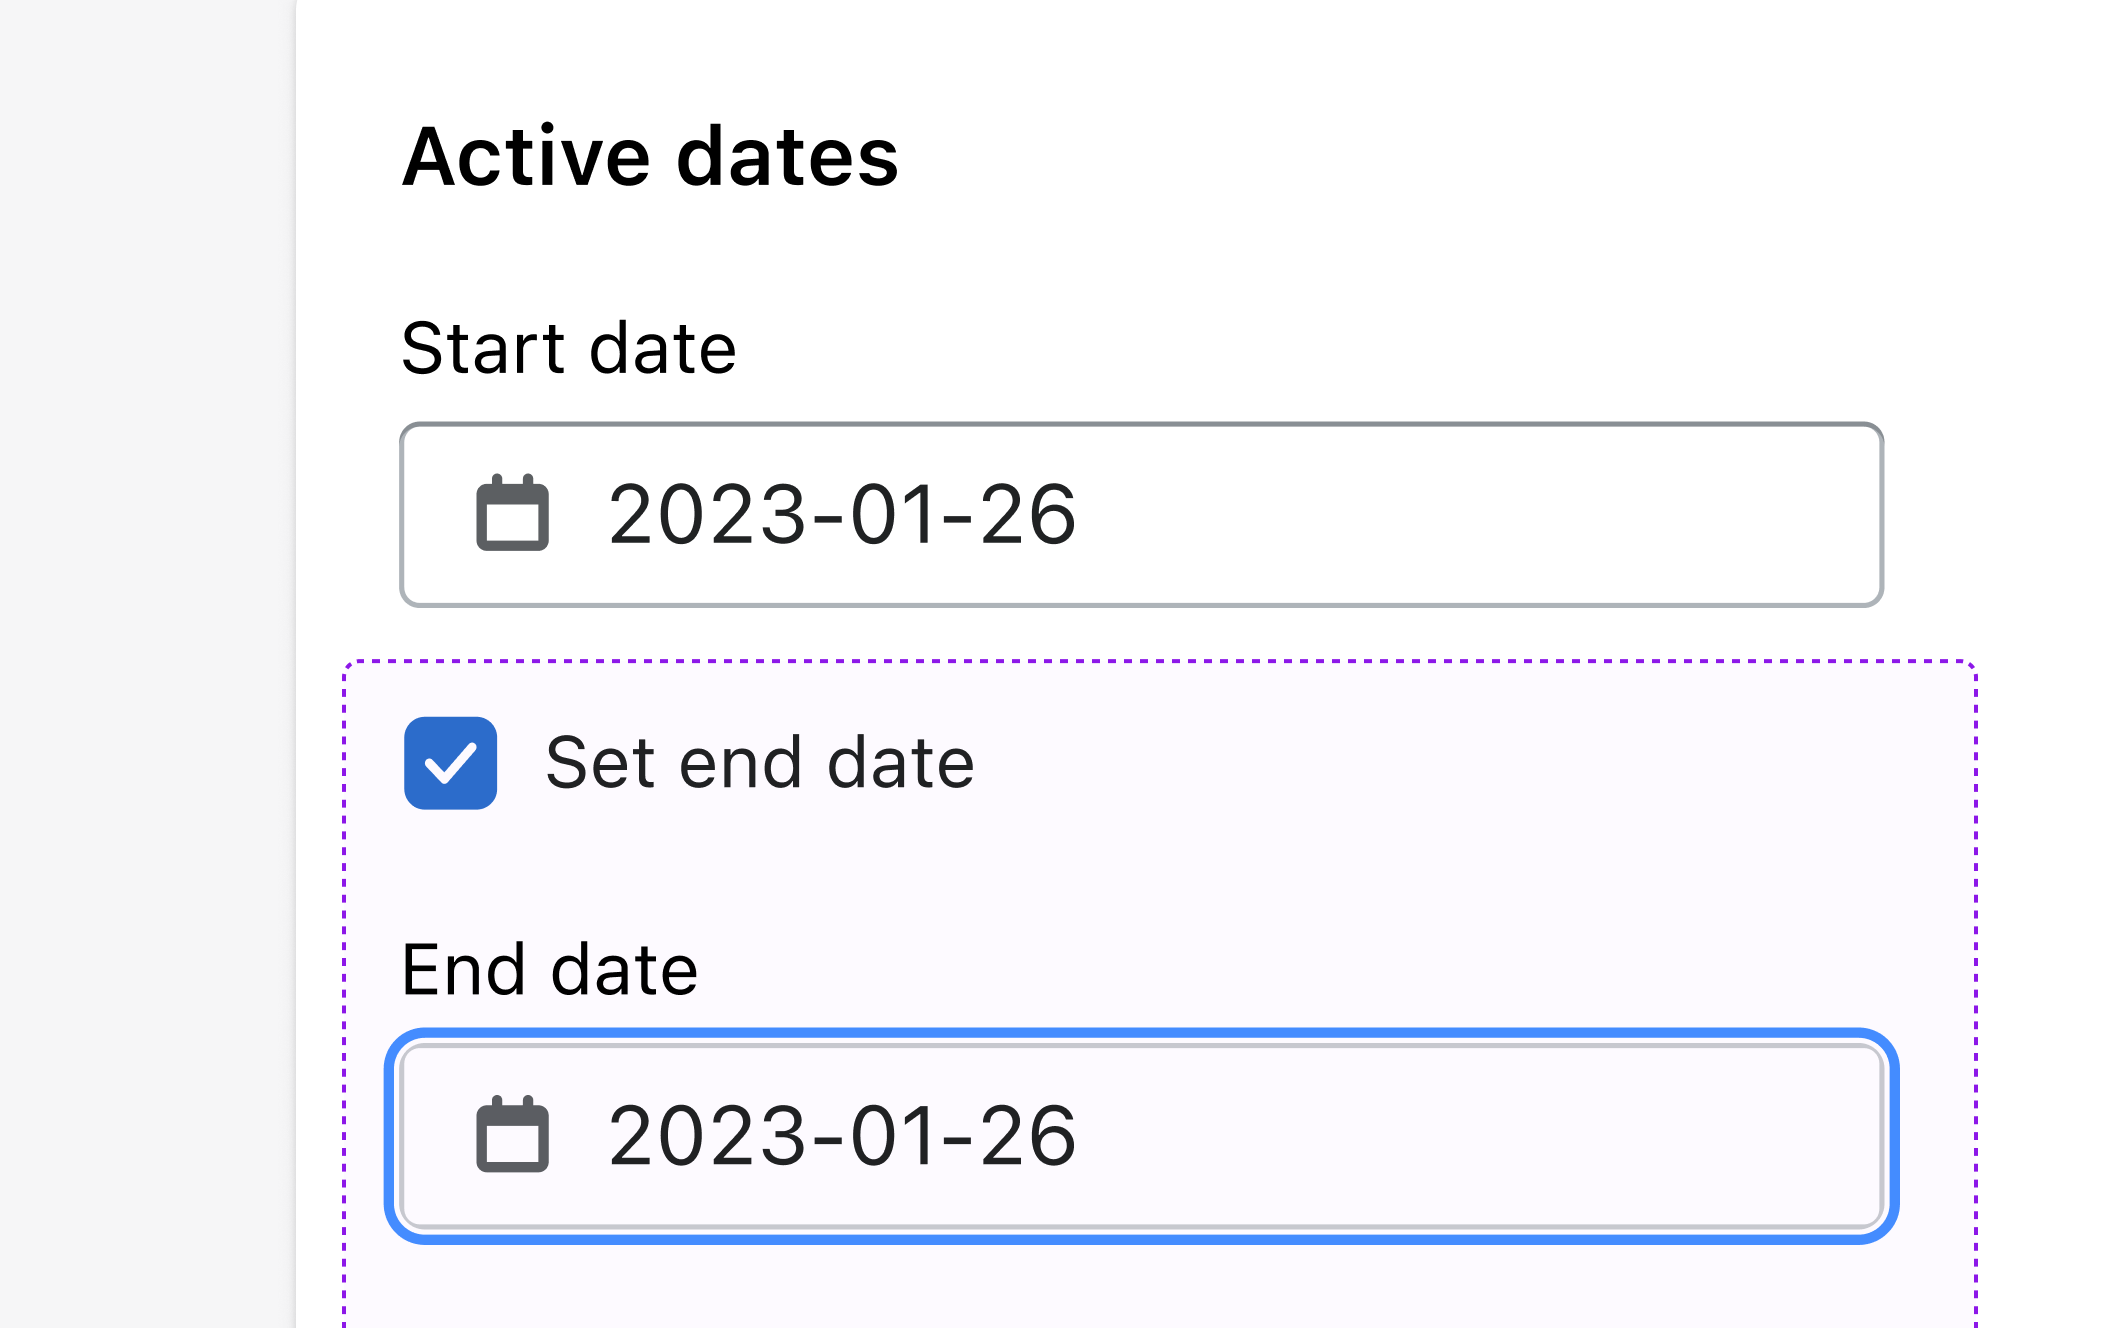 Active dates
Start date
2023-01-26
Set end date
End date
2023-01-26